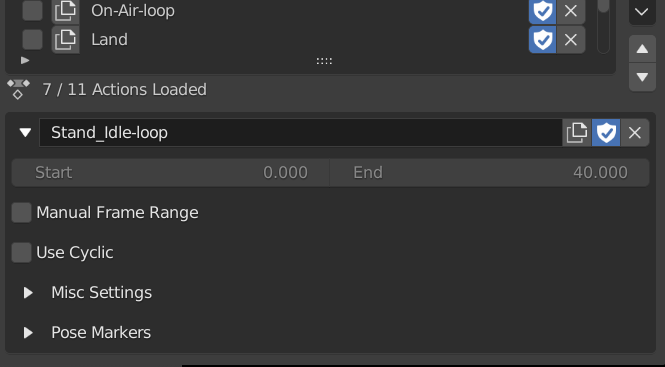 On-Air-loop
Land
7 / 11 Actions Loaded
Stand_Idle-loop
Start 0.000 End 40.000
Manual Frame Range
Use Cyclic
Misc Settings
Pose Markers